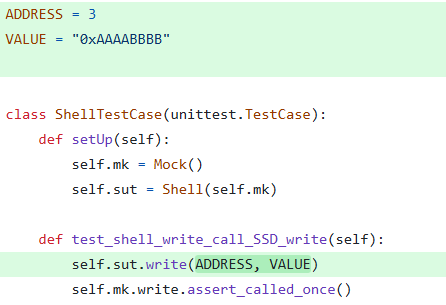 ADDRESS = 3
VALUE = "0xAAAABBBB"
class ShellTestCase(unittest.TestCase):
    def setUp(self):
        self.mk = Mock()
        self.sut = Shell(self.mk)
    def test_shell_write_call_SSD_write(self):
        self.sut.write(ADDRESS, VALUE)
        self.mk.write.assert_called_once()